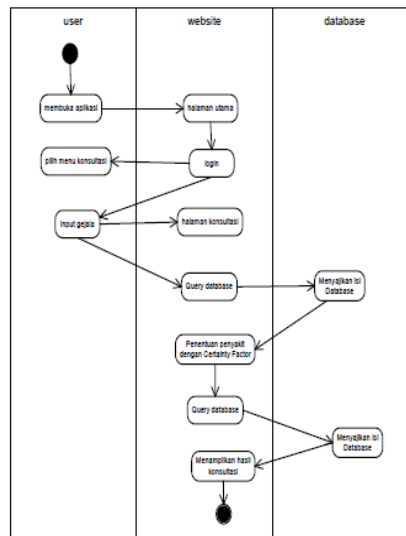 user
website
database
membuka aplikasi
halaman utama
pilih menu konsultasi
login
Input gejala
halaman konsultasi
Query database
Menyajikan isi
Database
Penentuan penyakit
dengan Certainty Factor
Query database
Menyajikan isi
Database
Menampilkan hasil
konsultasi